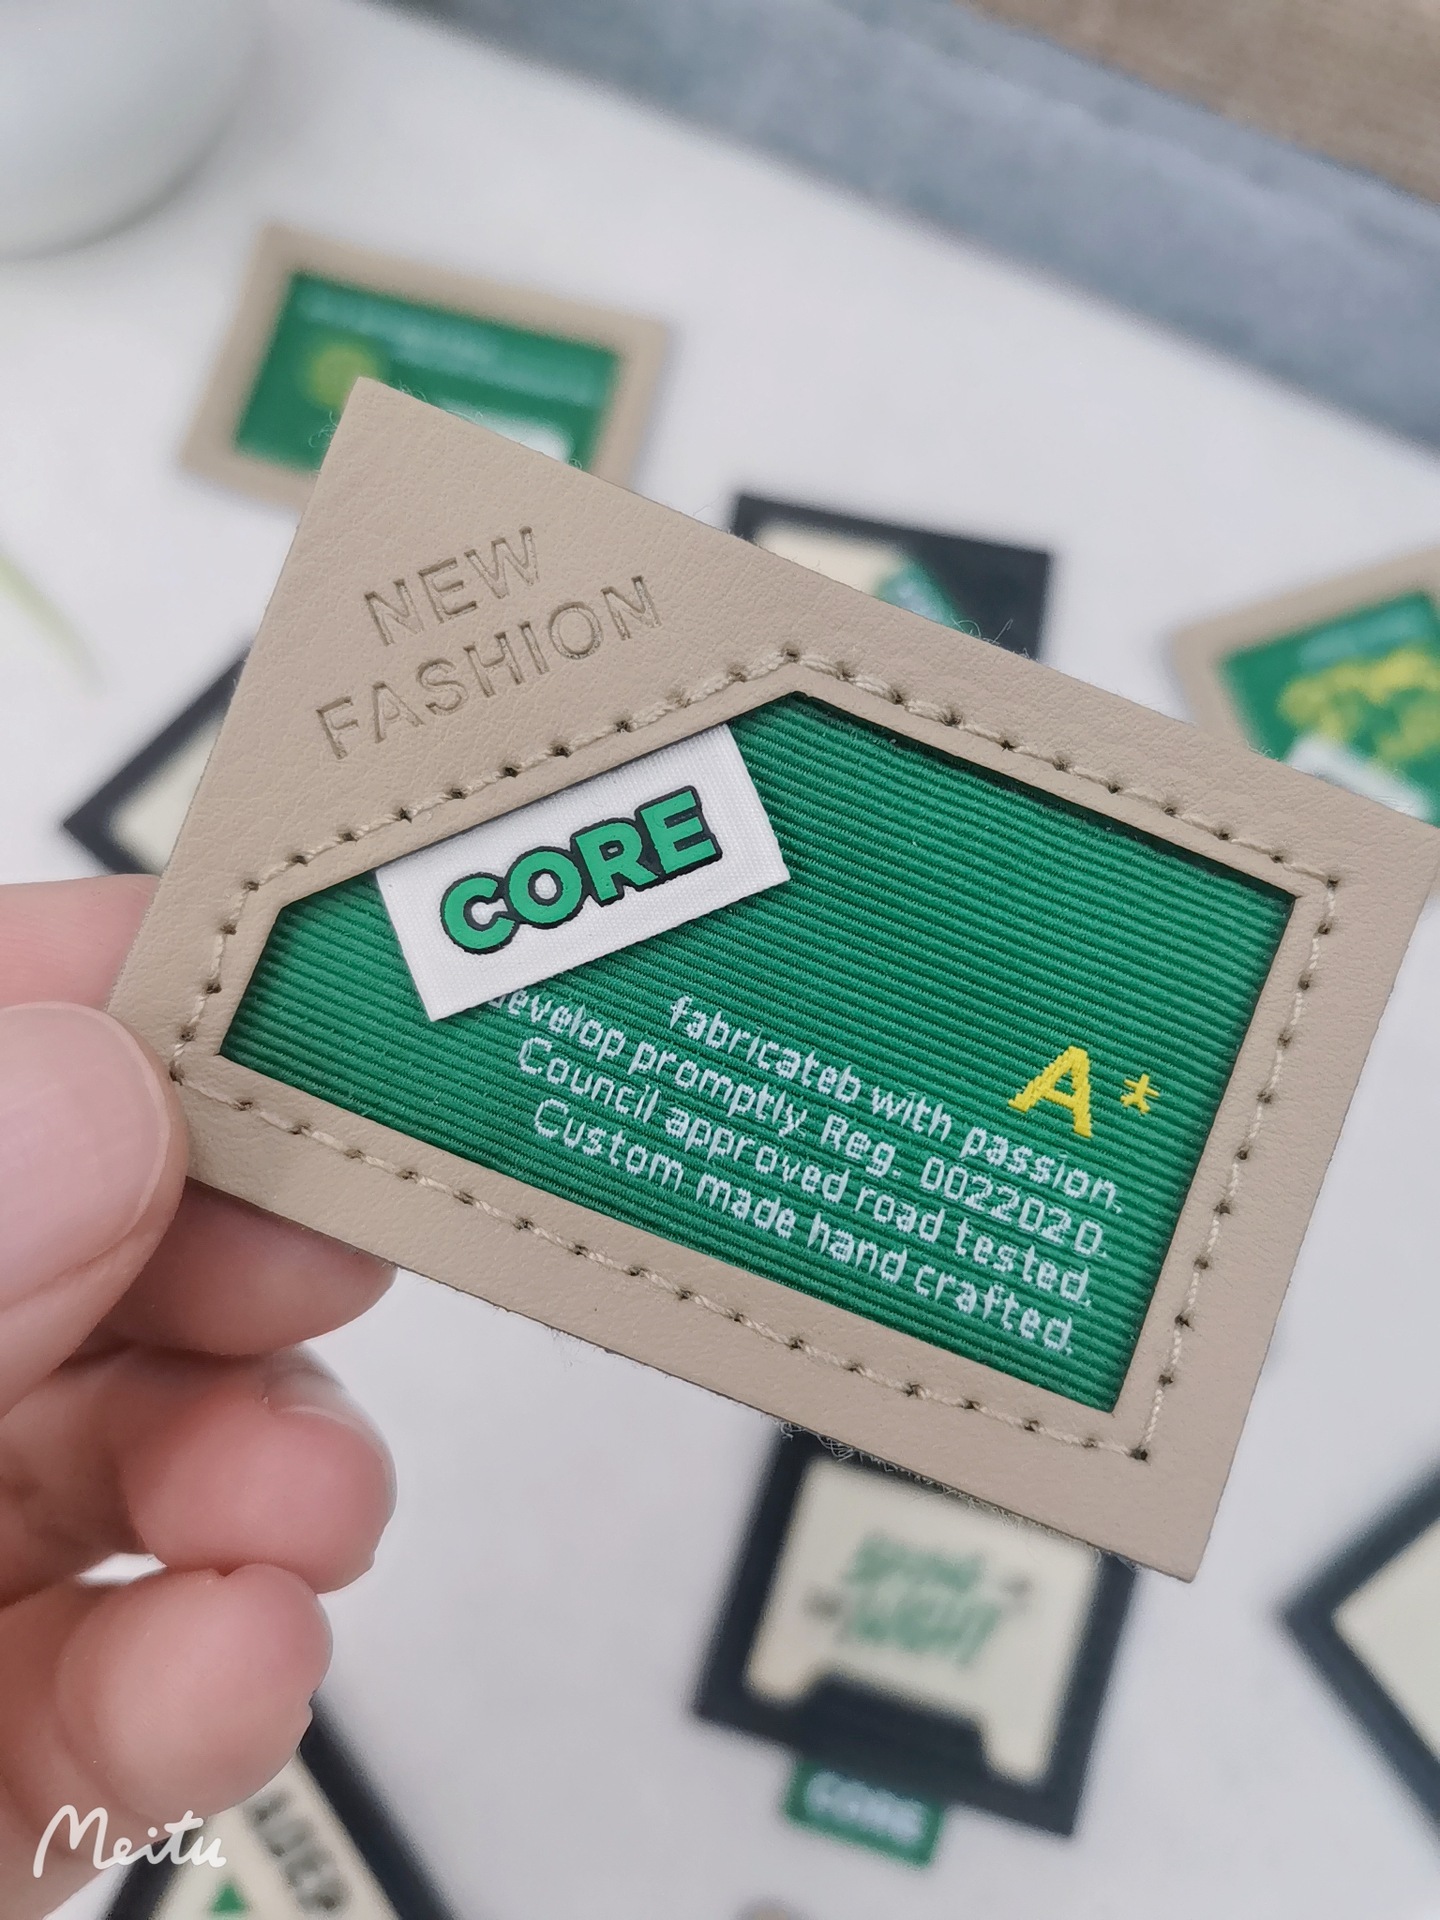 NEW
FASHION
CORE
A*
fabricateb with passion,
develop promptly. Reg. 0022020.
Council approved road tested.
Custom made hand crafted.
CORE
Meitu